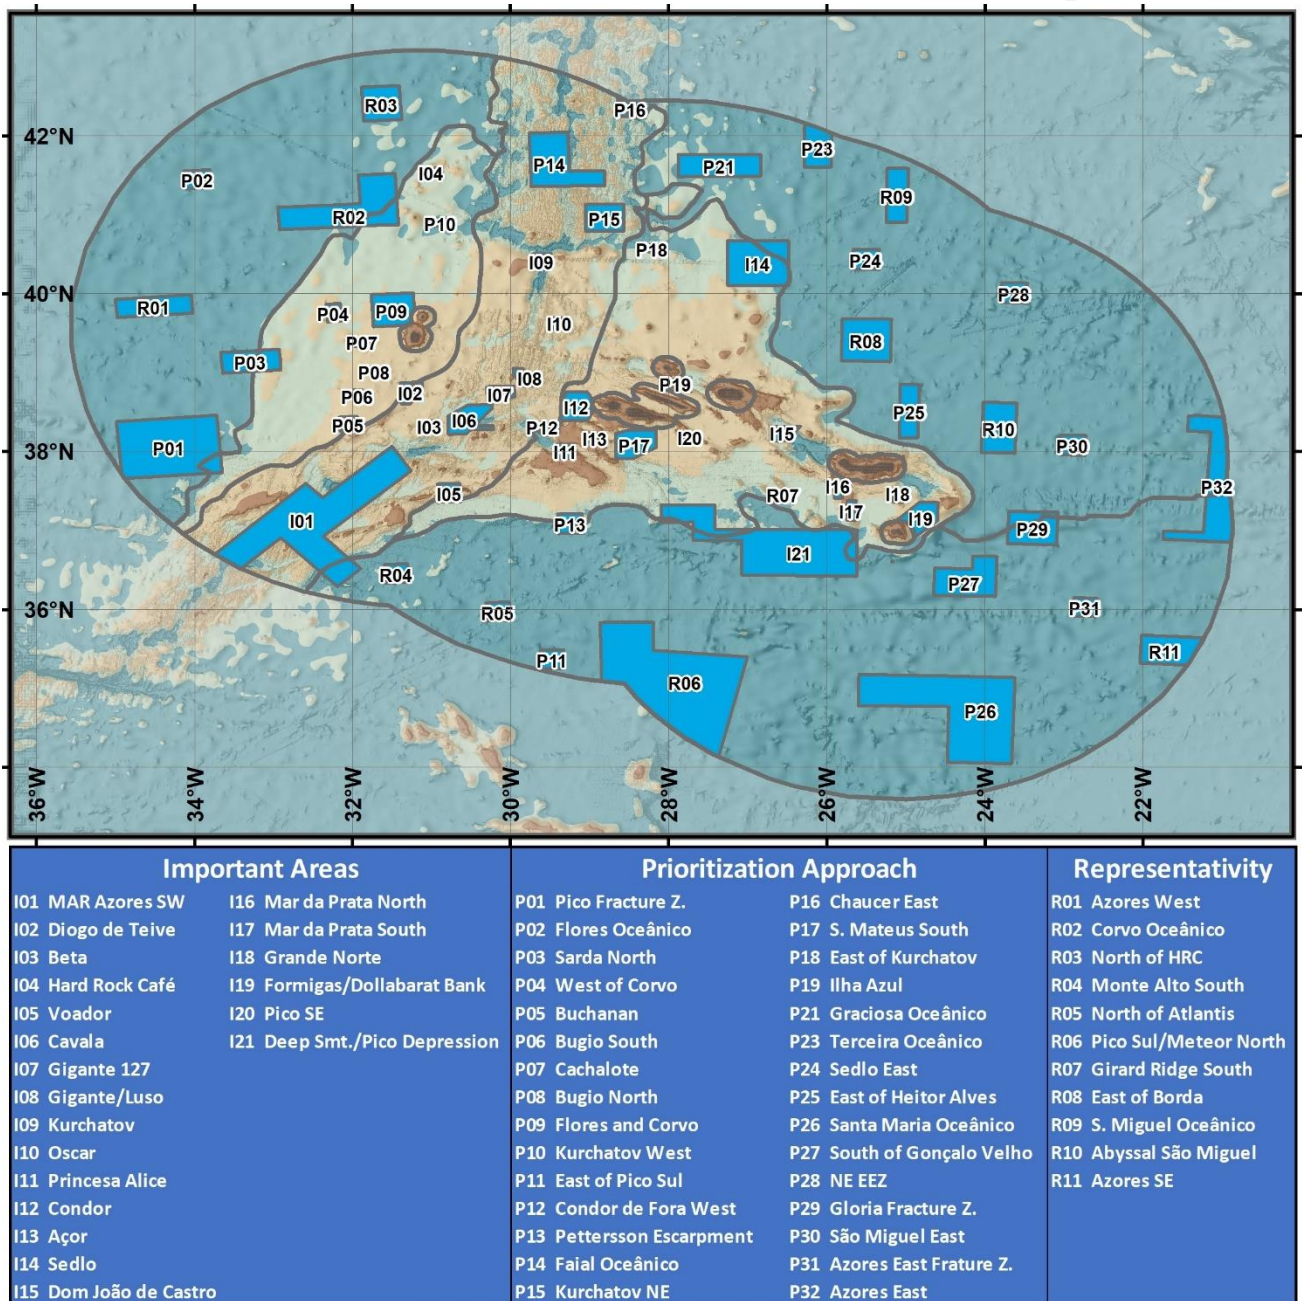 P16
R03
42°N
P23
P14
P21
I04
P02
R09
R02
P15
P10
P18
P24
I09
I14
40°N
P28
R01
P09
P04
I10
P07
R08
P03
P08
I08
P19
I02
I07
P06
I12
P25
I06
P05
I03
P12
R10
I13
I20
I15
P17
38°N
P01
I11
P30
I05
R07
I16
I18
P32
I17
I01
P13
I19
P29
I21
R04
P27
36°N
R05
P31
P11
R11
R06
P26
36°W
34°W
32°W
30°W
28°W
26°W
24°W
22°W
Important Areas
I01 MAR Azores SW
I02 Diogo de Teive
I03 Beta
I04 Hard Rock Café
I05 Voador
I06 Cavala
I07 Gigante 127
I08 Gigante/Luso
I09 Kurchatov
I10 Oscar
I11 Princesa Alice
I12 Condor
I13 Açor
I14 Sedlo
I15 Dom João de Castro
I16 Mar da Prata North
I17 Mar da Prata South
I18 Grande Norte
I19 Formigas/Dollabarat Bank
I20 Pico SE
I21 Deep Smt./Pico Depression
Prioritization Approach
P01 Pico Fracture Z.
P02 Flores Oceânico
P03 Sarda North
P04 West of Corvo
P05 Buchanan
P06 Bugio South
P07 Cachalote
P08 Bugio North
P09 Flores and Corvo
P10 Kurchatov West
P11 East of Pico Sul
P12 Condor de Fora West
P13 Pettersson Escarpment
P14 Faial Oceânico
P15 Kurchatov NE
P16 Chaucer East
P17 S. Mateus South
P18 East of Kurchatov
P19 Ilha Azul
P21 Graciosa Oceânico
P23 Terceira Oceânico
P24 Sedlo East
P25 East of Heitor Alves
P26 Santa Maria Oceânico
P27 South of Gonçalo Velho
P28 NE EEZ
P29 Gloria Fracture Z.
P30 São Miguel East
P31 Azores East Frature Z.
P32 Azores East
Representativity
R01 Azores West
R02 Corvo Oceânico
R03 North of HRC
R04 Monte Alto South
R05 North of Atlantis
R06 Pico Sul/Meteor North
R07 Girard Ridge South
R08 East of Borda
R09 S. Miguel Oceânico
R10 Abyssal São Miguel
R11 Azores SE